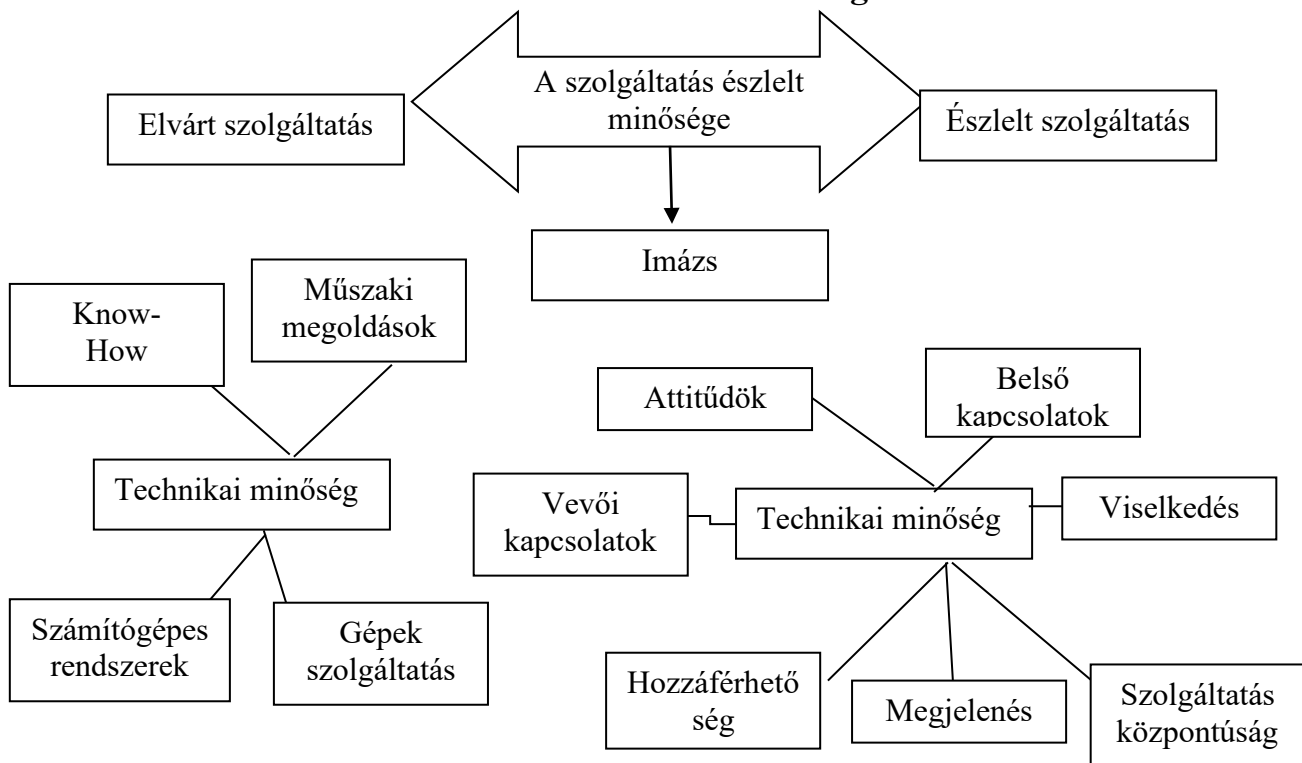 A szolgáltatás észlelt
minősége
Elvárt szolgáltatás
Észlelt szolgáltatás
Imázs
Know-
How
Műszaki
megoldások
Technikai minőség
Számítógépes
rendszerek
Gépek
szolgáltatás
Attitűdök
Belső
kapcsolatok
Vevői
kapcsolatok
Technikai minőség
Viselkedés
Hozzáférhető
ség
Megjelenés
Szolgáltatás
központúság